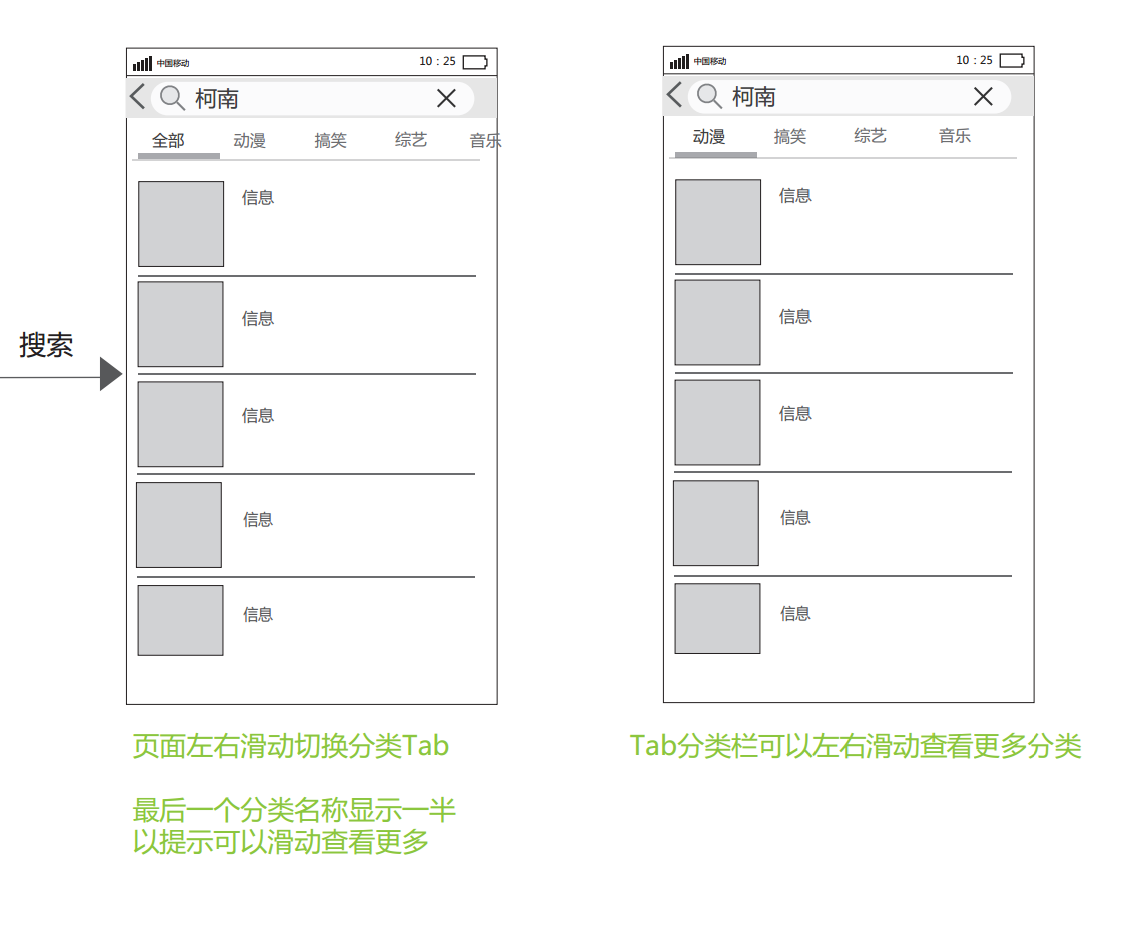 中国移动 10：25
柯南
全部 动漫 搞笑 综艺 音乐
信息
信息
搜索
信息
信息
信息
页面左右滑动切换分类Tab
最后一个分类名称显示一半
以提示可以滑动查看更多
中国移动 10：25
柯南
动漫 搞笑 综艺 音乐
信息
信息
信息
信息
信息
Tab分类栏可以左右滑动查看更多分类